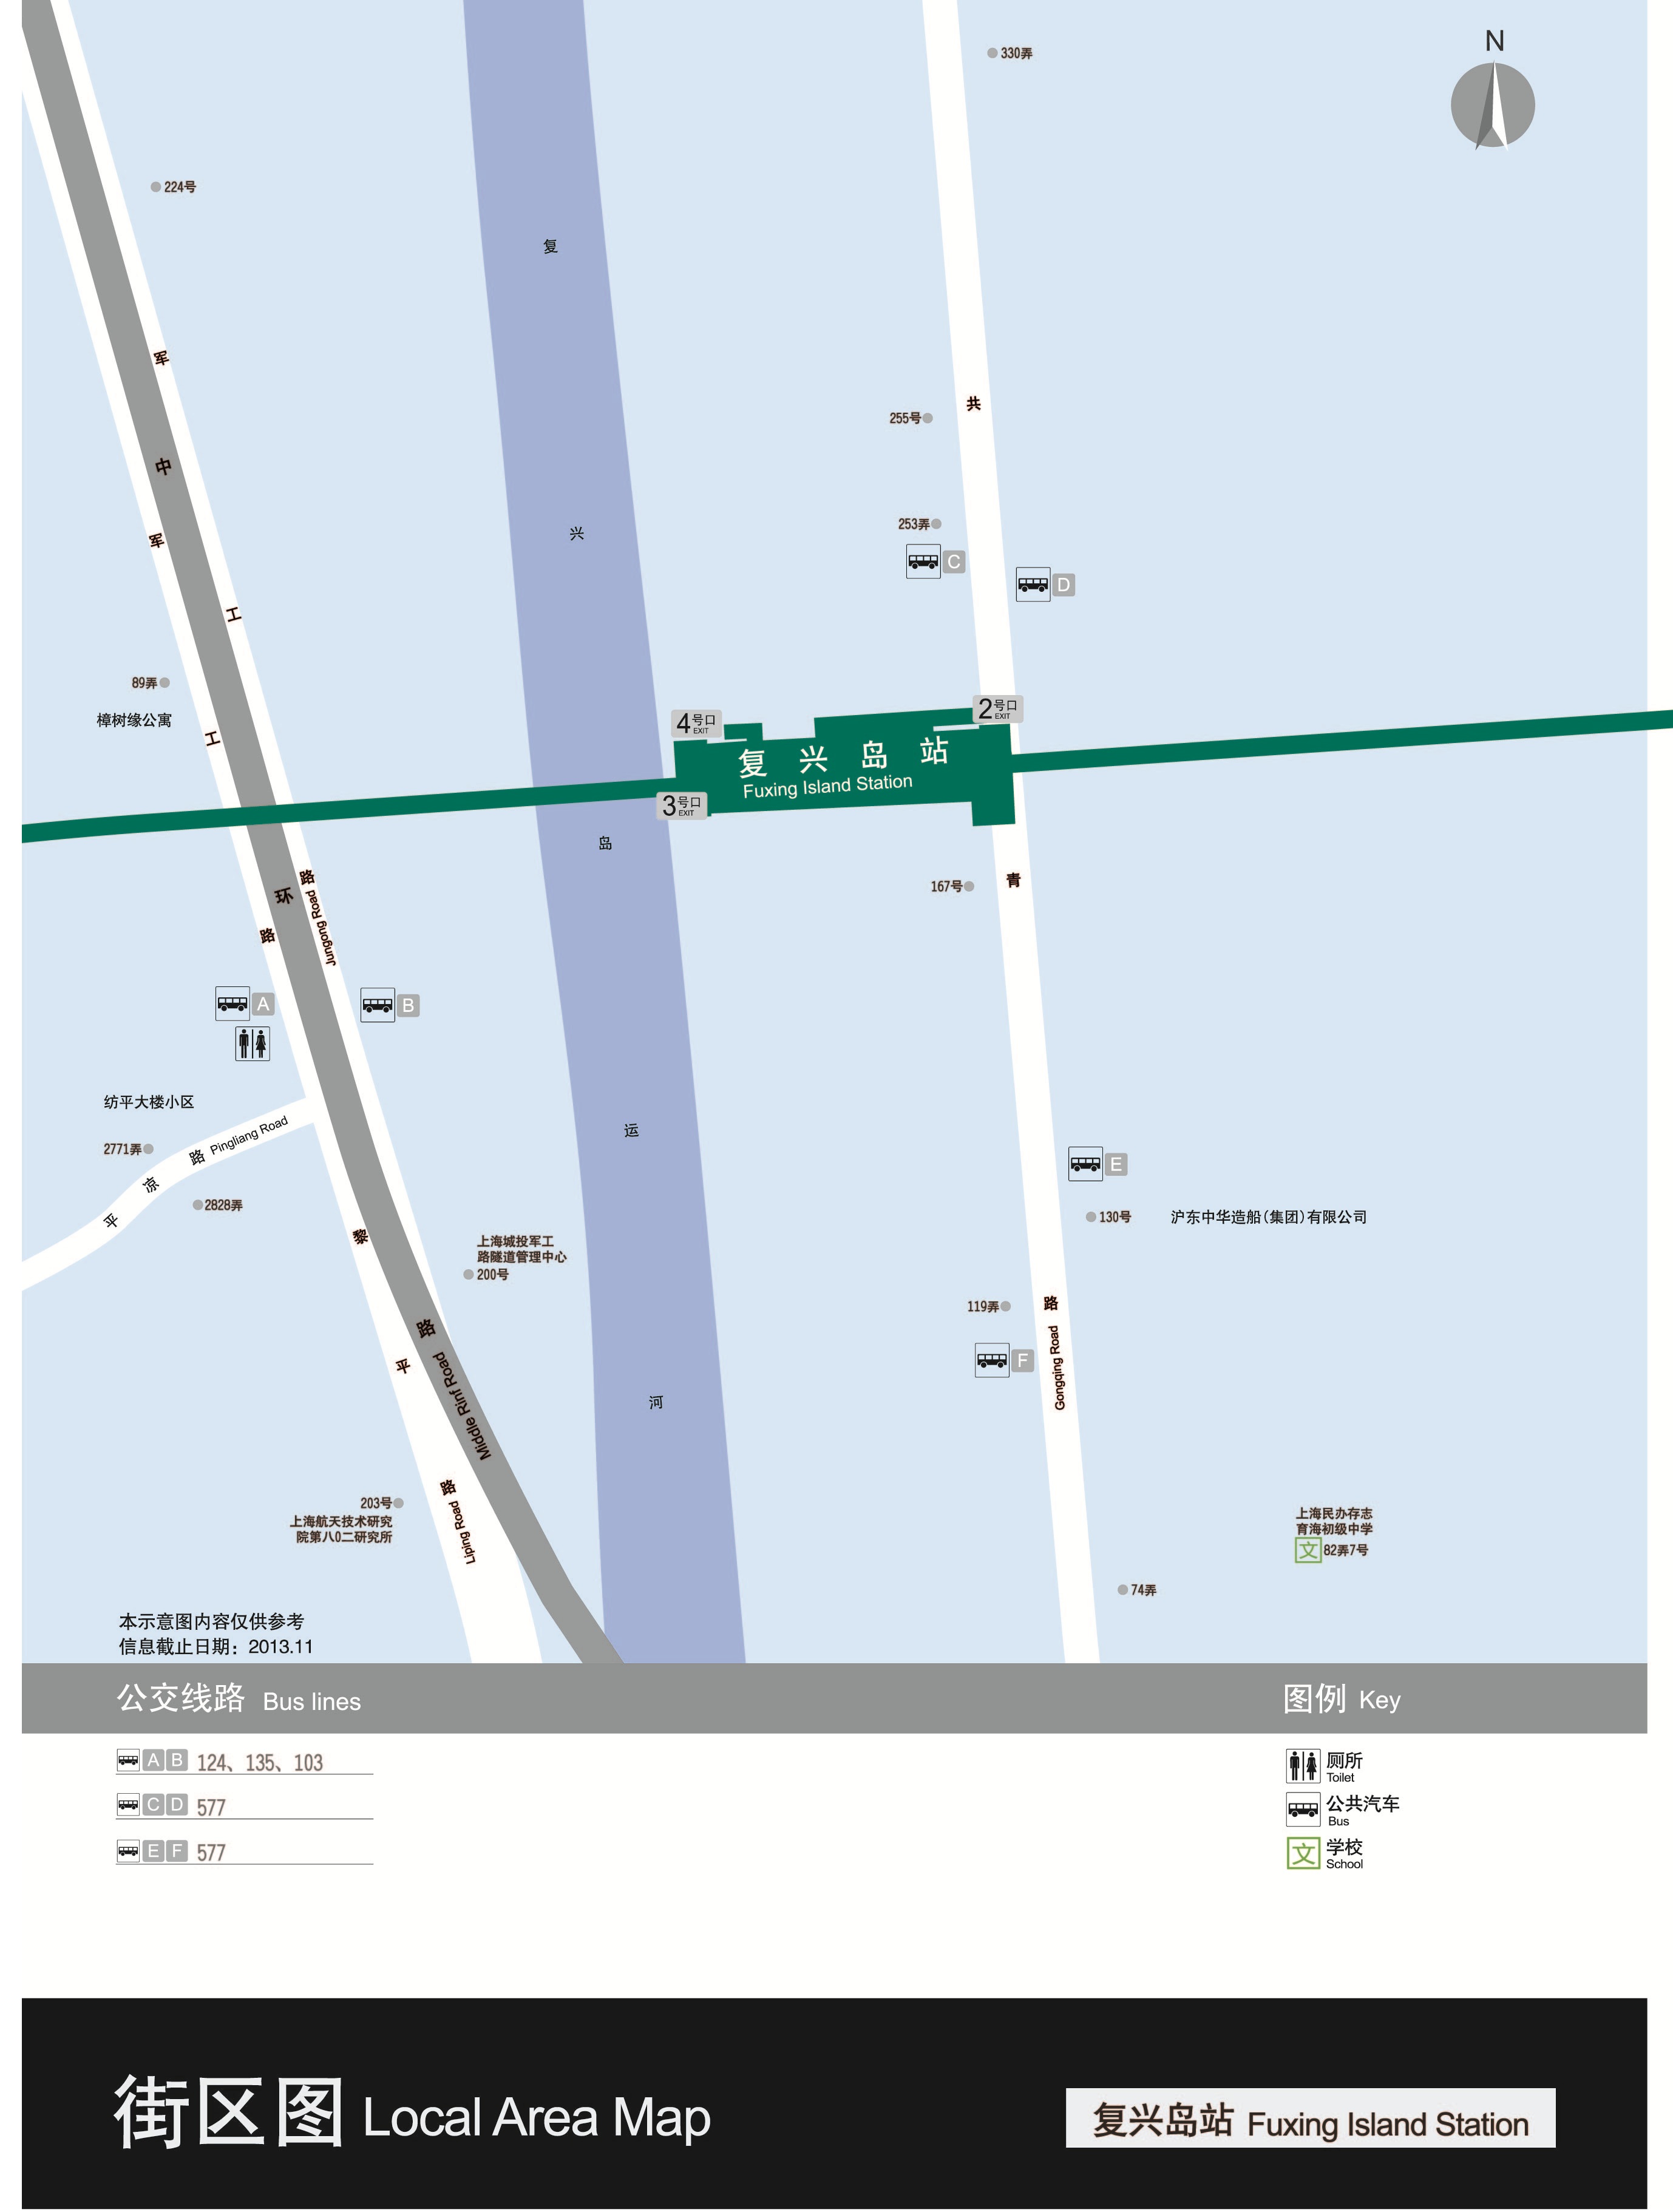 N
330弄
224号
复
军
共
255号
中
253弄
兴
军
C
D
工
89弄
樟树缘公寓
工
4号口
EXIT
2号口
EXIT
复兴岛站
Fuxing Island Station
3号口
EXIT
岛
路
Jungong Road
环
167号
青
路
A
B
纺平大楼小区
2771弄
平凉路 Pingliang Road
2828弄
运
E
130号
沪东中华造船(集团)有限公司
黎
上海城投军工
路隧道管理中心
200号
119弄
路
Gongqing Road
路
Middle Rinf Road
平
F
河
路
Liping Road
203号
上海航天技术研究
院第八0二研究所
上海民办存志
育海初级中学
文 82弄7号
74弄
本示意图内容仅供参考
信息截止日期：2013.11
公交线路 Bus lines
图例 Key
A B 124、135、103
C D 577
E F 577
厕所
Toilet
公共汽车
Bus
文 学校
School
街区图 Local Area Map
复兴岛站 Fuxing Island Station